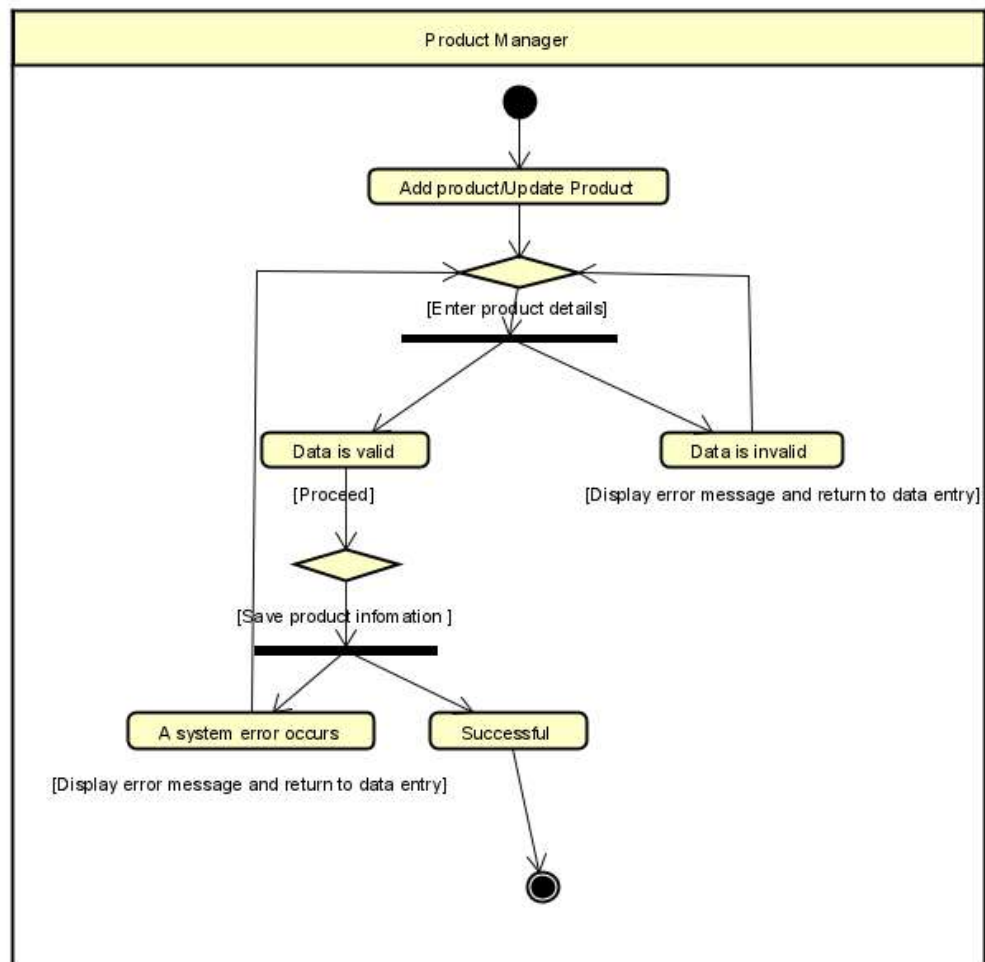 Product Manager
Add product/Update Product
[Enter product details]
Data is valid
Data is invalid
[Proceed]
[Display error message and return to data entry]
[Save product infomation ]
A system error occurs
Successful
[Display error message and return to data entry]